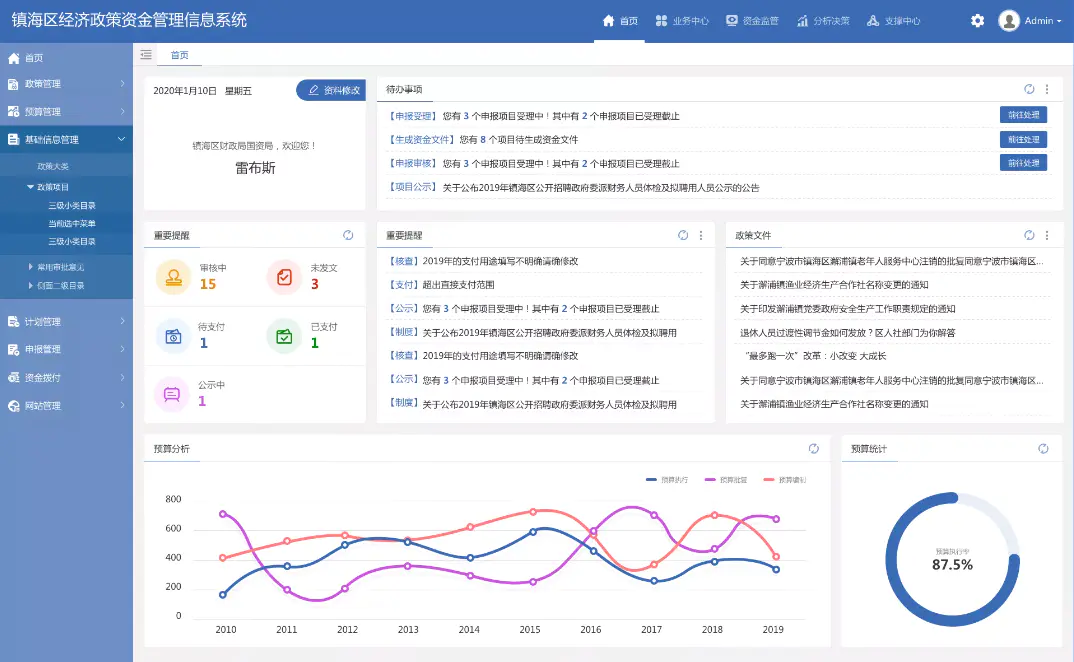 镇海区经济政策资金管理信息系统
首页 业务中心 资金监管 分析决策 支撑中心 Admin
首页
政策管理
预算管理
基础信息管理
政策大类
政策项目
三级小类目录
当前选中菜单
三级小类目录
常用审批意见
侧面二级目录
计划管理
申报管理
资金拨付
网站管理
首页
2020年1月10日 星期五 资料修改
镇海区财政局国资局，欢迎您！
雷布斯
待办事项
【申报受理】 您有 3 个申报项目受理中！其中有 2 个申报项目已受理截止 前往处理
【生成资金文件】 您有 8 个项目待生成资金文件 前往处理
【申报审核】 您有 3 个申报项目受理中！其中有 2 个申报项目已受理截止 前往处理
【项目公示】 关于公布2019年镇海区公开招聘政府委派财务人员体检及拟聘用人员公示的公告
重要提醒
审核中
15
未发文
3
待支付
1
已支付
1
公示中
1
重要提醒
【核查】 2019年的支付用途填写不明确请确修改
【支付】 超出直接支付范围
【公示】 您有 3 个申报项目受理中！其中有 2 个申报项目已受理截止
【制度】 关于公布2019年镇海区公开招聘政府委派财务人员体检及拟聘用
【核查】 2019年的支付用途填写不明确请确修改
【公示】 您有 3 个申报项目受理中！其中有 2 个申报项目已受理截止
【制度】 关于公布2019年镇海区公开招聘政府委派财务人员体检及拟聘用
政策文件
关于同意宁波市镇海区澥浦镇老年人服务中心注销的批复同意宁波市镇海区...
关于澥浦镇渔业经济生产合作社名称变更的通知
关于印发澥浦镇党委政府安全生产工作职责规定的通知
退休人员过渡性调节金如何发放？区人社部门为你解答
“最多跑一次”改革：小改变 大成长
关于同意宁波市镇海区澥浦镇老年人服务中心注销的批复同意宁波市镇海区...
关于澥浦镇渔业经济生产合作社名称变更的通知
预算分析
预算执行 预算批复 预算编制
800
600
400
200
0
2010 2011 2012 2013 2014 2015 2016 2017 2018 2019
预算统计
预算执行率
87.5%